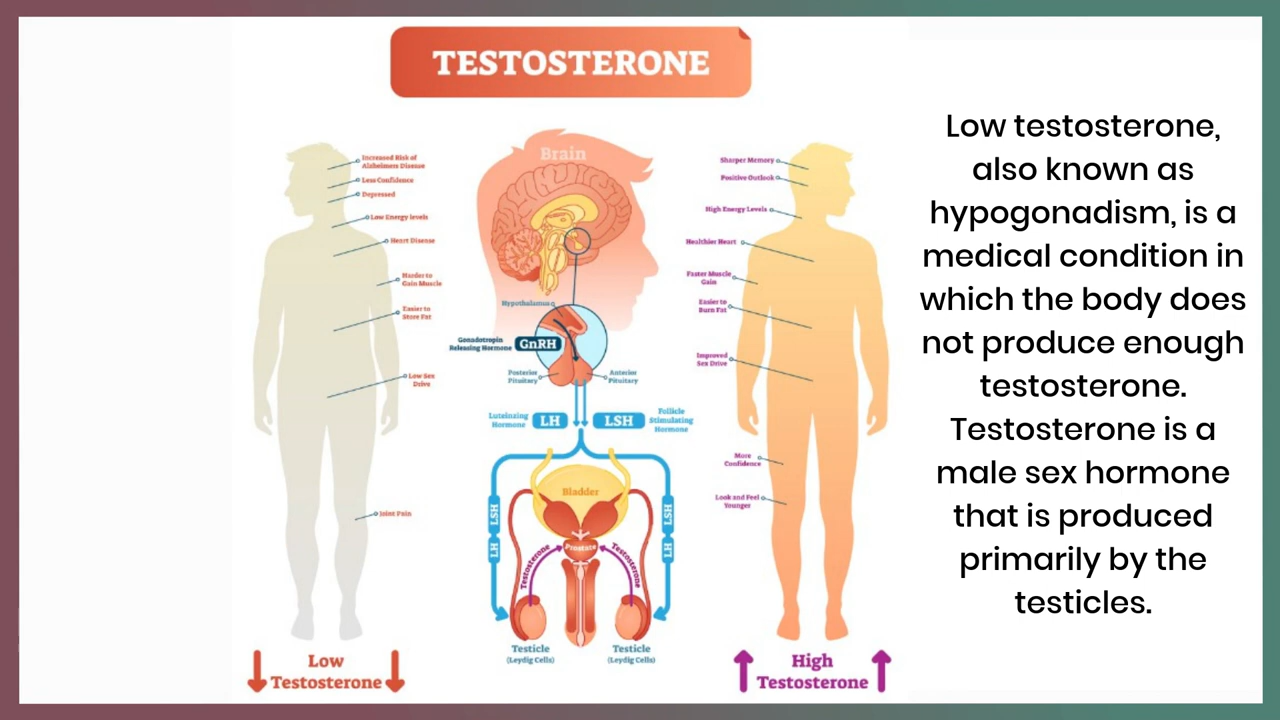 TESTOSTERONE
Increased Risk of
Alzheimers Disease
Less Confidence
Depressed
Low Energy levels
Heart Disease
Harder to
Gain Muscle
Easier to
Store Fat
Low Sex
Drive
Joint Pain
Low
Testosterone
Brain
Hypothalamus
Gonadotropin
Releasing Hormone
GnRH
Posterior
Pituitary
Anterior
Pituitary
Luteinzing
Hormone
LH
LSH
Follicle
Stimulating
Hormone
Bladder
LSH
LH
LSH
LH
Testosterone
Prostate
Testosterone
Testicle
(Leydig Cells)
Testicle
(Leydig Cells)
Sharper Memory
Positive Outlook
High Energy Levels
Healthier Heart
Faster Muscle
Gain
Easier to
Burn Fat
Improved
Sex Drive
More
Confidence
Look and Feel
Younger
High
Testosterone
Low testosterone,
also known as
hypogonadism, is a
medical condition in
which the body does
not produce enough
testosterone.
Testosterone is a
male sex hormone
that is produced
primarily by the
testicles.